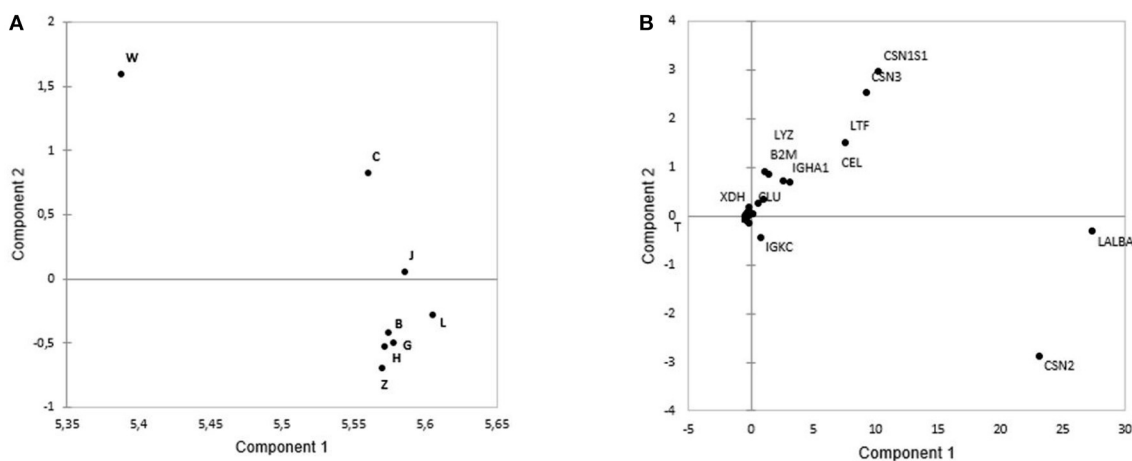 A
2
1,5
1
0,5
0
-0,5
-1
Component 2
W
C
J
B
L
G
H
Z
5,35 5,4 5,45 5,5 5,55 5,6 5,65
Component 1
B
4
3
2
1
0
-1
-2
-3
-4
Component 2
CSN1S1
CSN3
LTF
LYZ
CEL
B2M
IGHA1
XDH CLU
T
IGKC
LALBA
CSN2
-5 0 5 10 15 20 25 30
Component 1